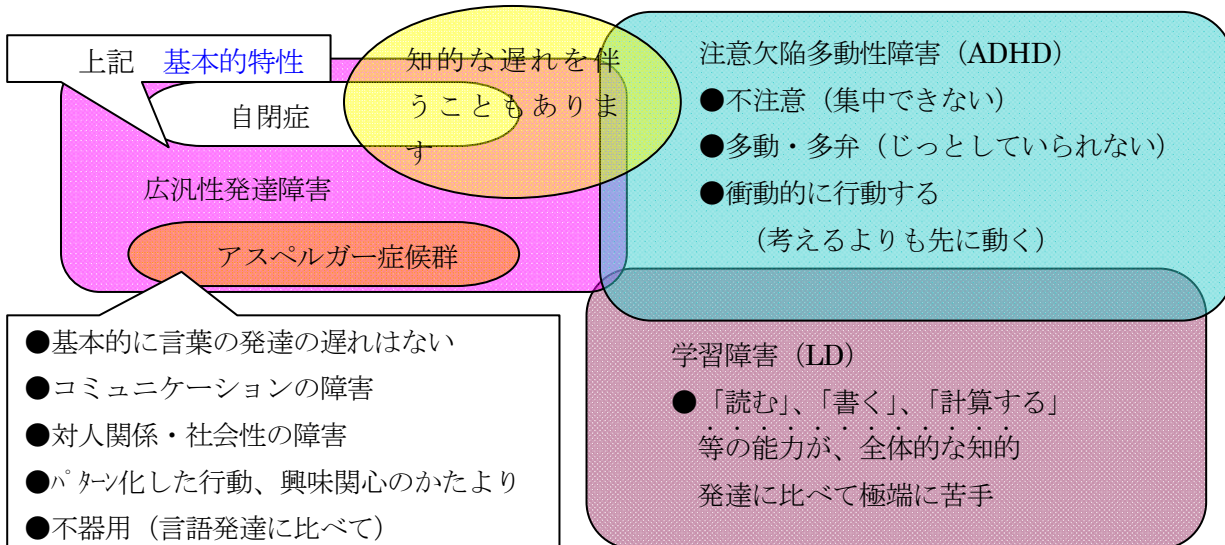 上記　基本的特性
自閉症
知的な遅れを伴
うこともありま
す
広汎性発達障害
アスペルガー症候群
●基本的に言葉の発達の遅れはない
●コミュニケーションの障害
●対人関係・社会性の障害
●パターン化した行動、興味関心のかたより
●不器用（言語発達に比べて）
注意欠陥多動性障害（ADHD）
●不注意（集中できない）
●多動・多弁（じっとしていられない）
●衝動的に行動する
（考えるよりも先に動く）
学習障害（LD）
●「読む」、「書く」、「計算する」
等の能力が、全体的な知的
発達に比べて極端に苦手